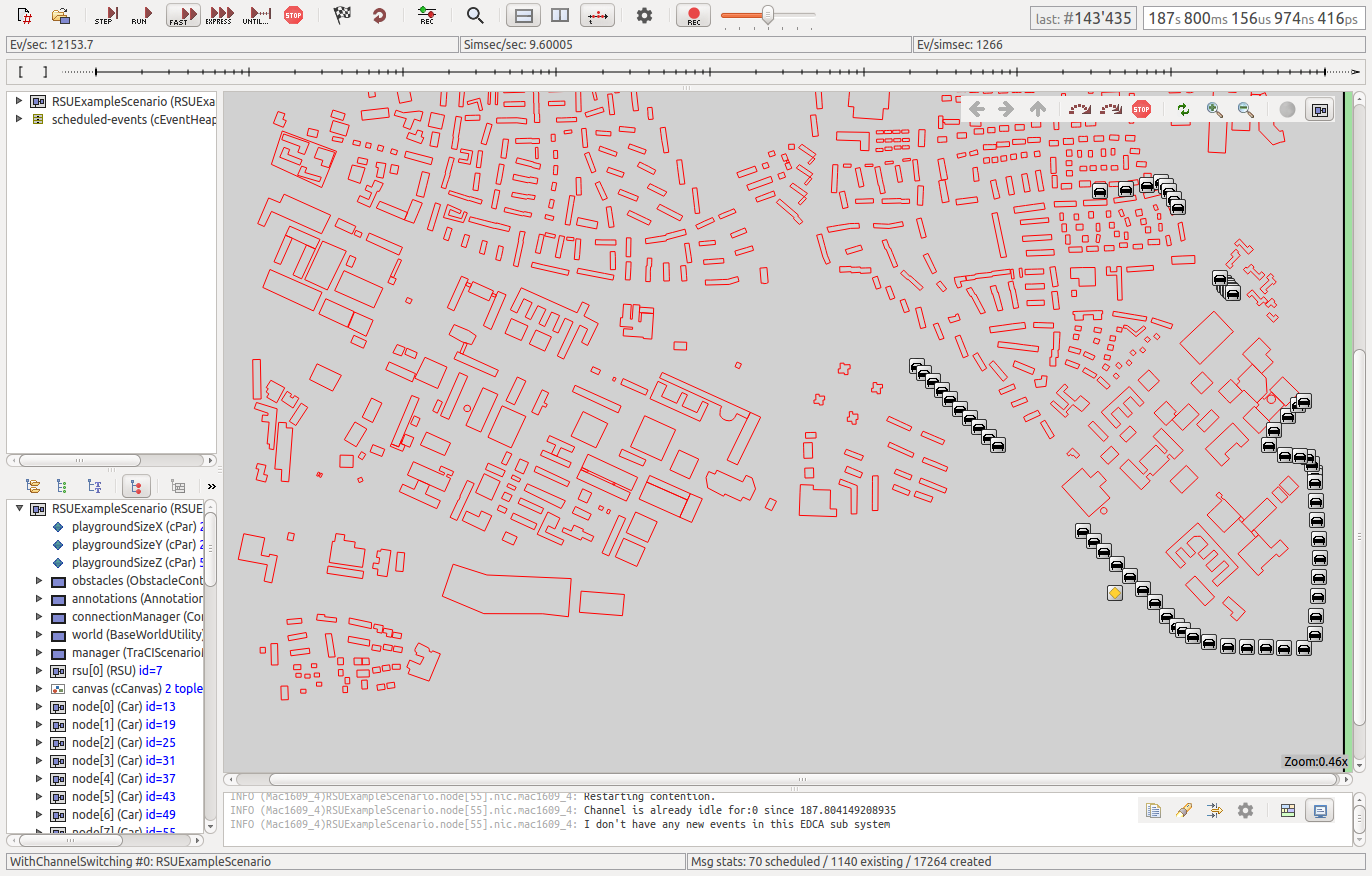 STEP
RUN
FAST
EXPRESS
UNTIL...
STOP
REC
REC
last: #143'435
187s 800ms 156us 974ns 416ps
Ev/sec: 12153.7
Simsec/sec: 9.60005
Ev/simsec: 1266
[ ]
RSUExampleScenario (RSUExa
scheduled-events (cEventHeap
STOP
RSUExampleScenario (RSUE
playgroundSizeX (cPar) 2
playgroundSizeY (cPar) 2
playgroundSizeZ (cPar) 5
obstacles (ObstacleCont
annotations (Annotation
connectionManager (Co
world (BaseWorldUtility)
manager (TraCIScenario
rsu[0] (RSU) id=7
canvas (cCanvas) 2 tople
node[0] (Car) id=13
node[1] (Car) id=19
node[2] (Car) id=25
node[3] (Car) id=31
node[4] (Car) id=37
node[5] (Car) id=43
node[6] (Car) id=49
node[7] (Car) id=55
Zoom:0.46x
INFO (Mac1609_4)RSUExampleScenario.node[55].nic.mac1609_4: Restarting contention.
INFO (Mac1609_4)RSUExampleScenario.node[55].nic.mac1609_4: Channel is already idle for:0 since 187.804149208935
INFO (Mac1609_4)RSUExampleScenario.node[55].nic.mac1609_4: I don't have any new events in this EDCA sub system
WithChannelSwitching #0: RSUExampleScenario
Msg stats: 70 scheduled / 1140 existing / 17264 created